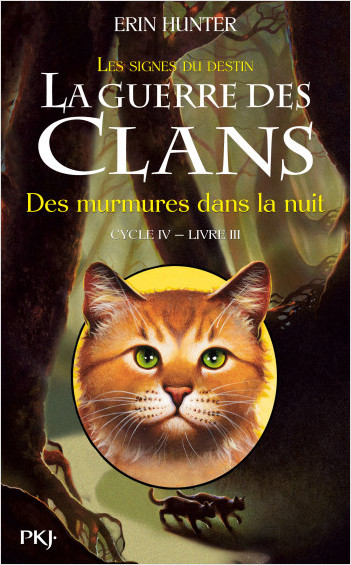 ERIN HUNTER
LES SIGNES DU DESTIN
LA GUERRE DES
CLANS
Des murmures dans la nuit
CYCLE IV – LIVRE III
PKJ.